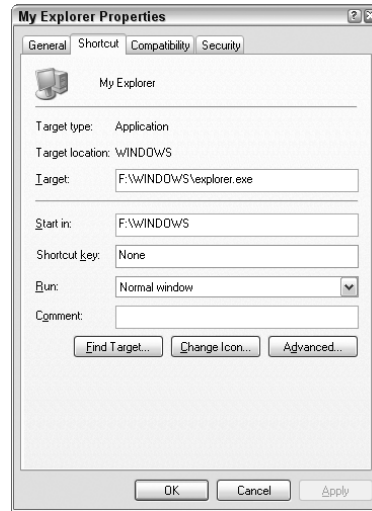 My Explorer Properties
General Shortcut Compatibility Security
My Explorer
Target type: Application
Target location: WINDOWS
Target: F:\WINDOWS\explorer.exe
Start in: F:\WINDOWS
Shortcut key: None
Run: Normal window
Comment:
Find Target... Change Icon... Advanced...
OK Cancel Apply